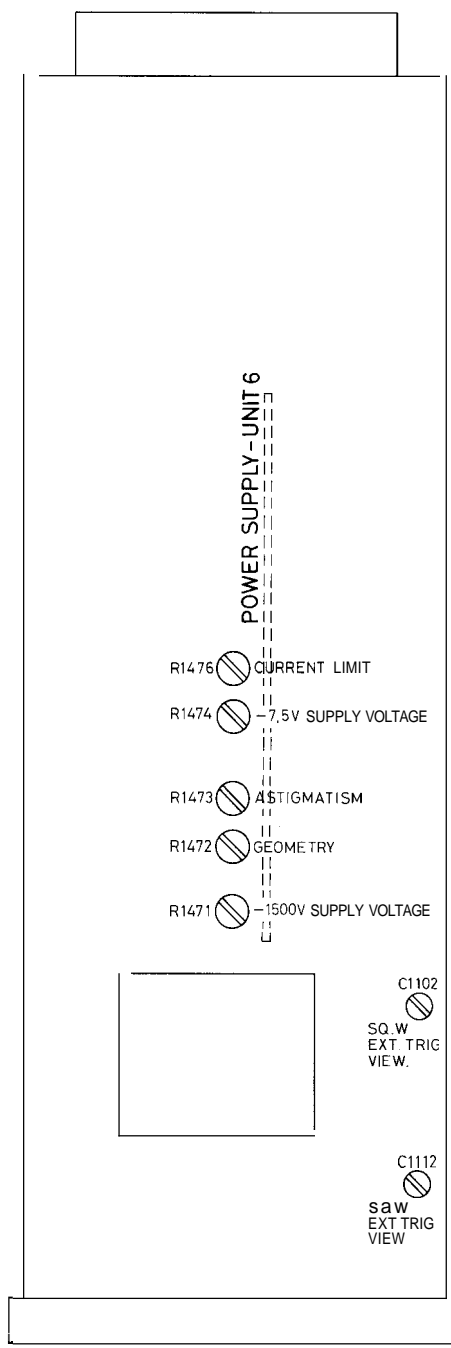 POWER SUPPLY-UNIT 6
R1476 CURRENT LIMIT
R1474 -7,5V SUPPLY VOLTAGE
R1473 ASTIGMATISM
R1472 GEOMETRY
R1471 -1500V SUPPLY VOLTAGE
C1102
SQ.W
EXT. TRIG
VIEW.
C1112
saw
EXT TRIG
VIEW